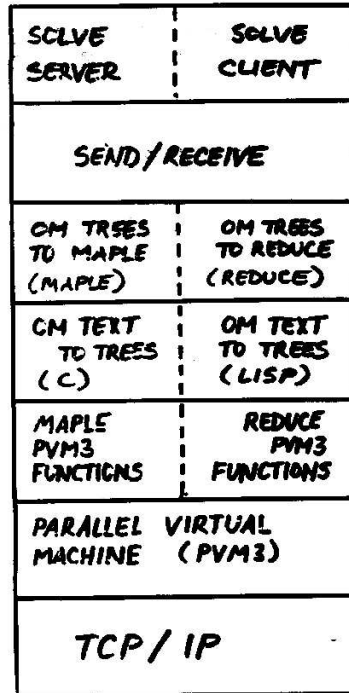 SOLVE SERVER
SOLVE CLIENT
SEND/RECEIVE
OM TREES
TO MAPLE
(MAPLE)
OM TREES
TO REDUCE
(REDUCE)
OM TEXT
TO TREES
(C)
OM TEXT
TO TREES
(LISP)
MAPLE
PVM3
FUNCTIONS
REDUCE
PVM3
FUNCTIONS
PARALLEL VIRTUAL
MACHINE (PVM3)
TCP/IP